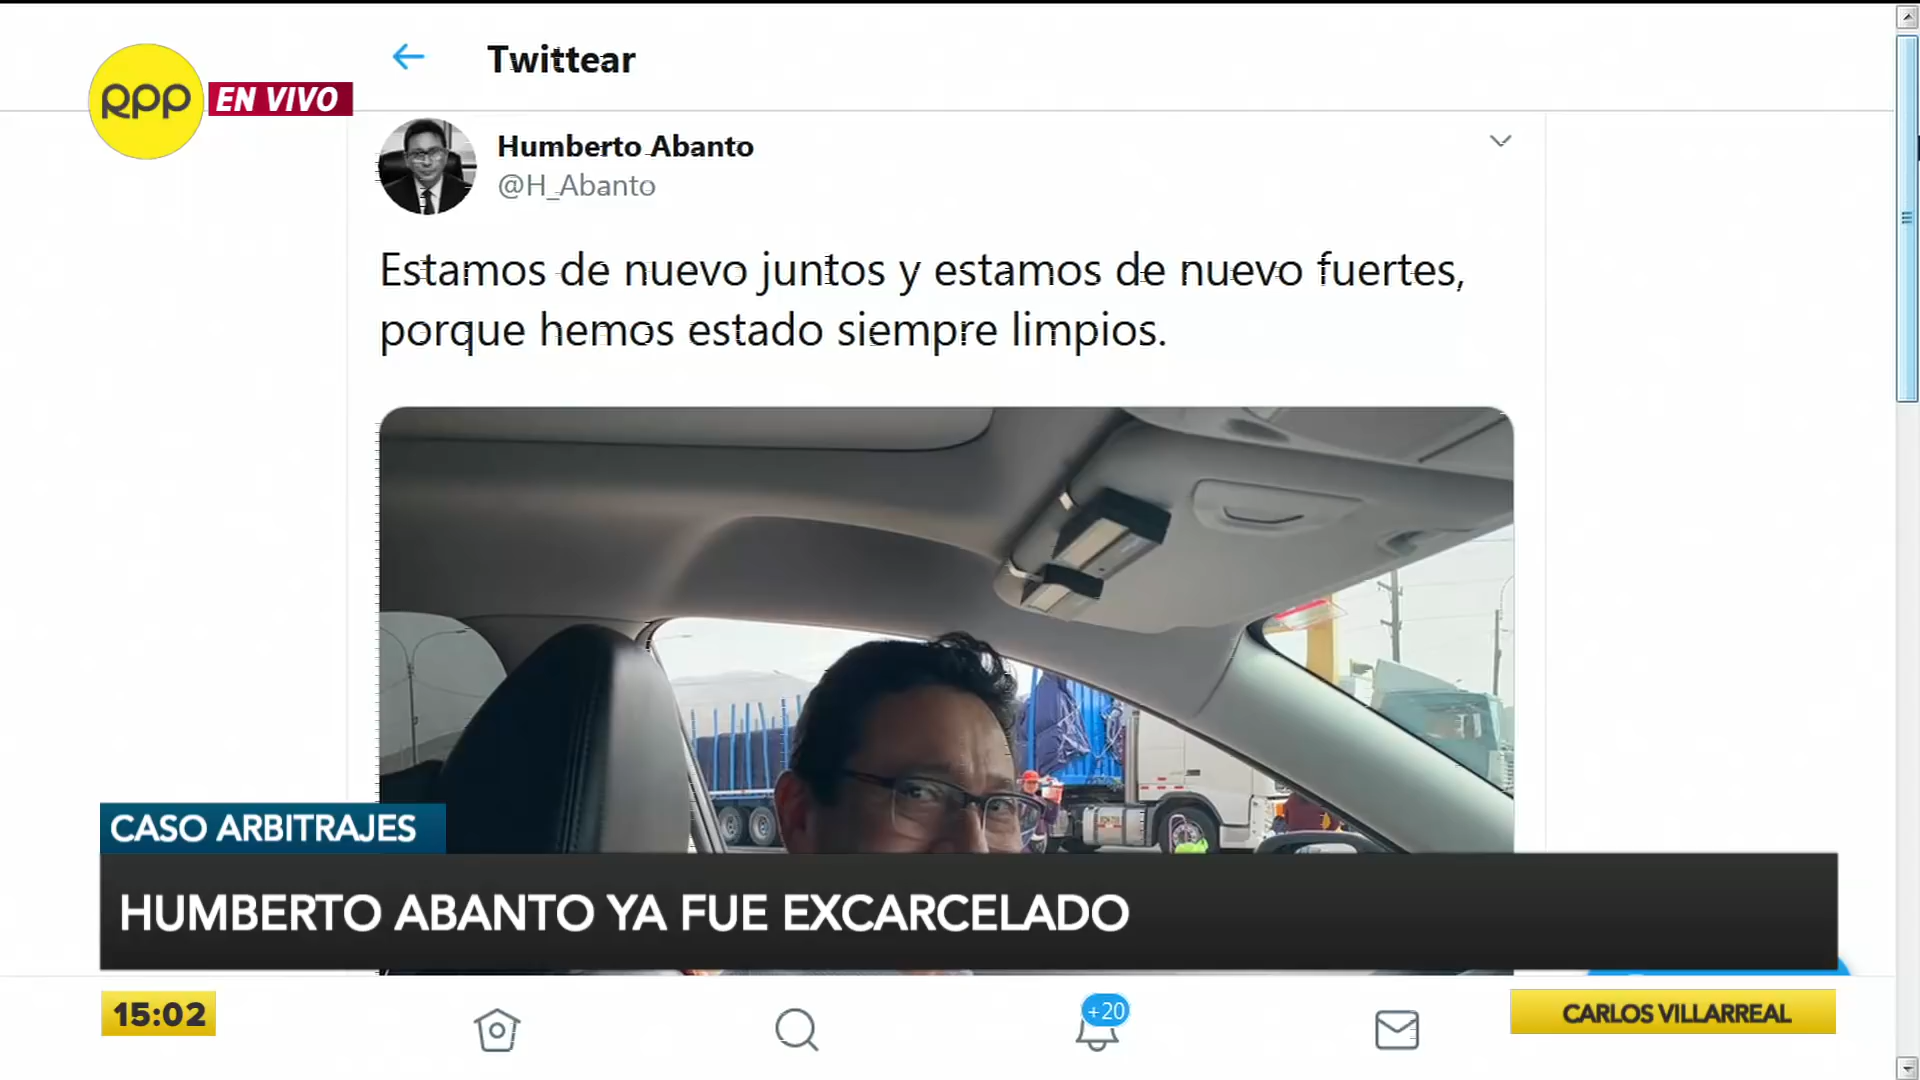 RPP
EN VIVO
Twittear
Humberto Abanto
@H_Abanto
Estamos de nuevo juntos y estamos de nuevo fuertes,
porque hemos estado siempre limpios.
CASO ARBITRAJES
HUMBERTO ABANTO YA FUE EXCARCELADO
15:02
+20
CARLOS VILLARREAL